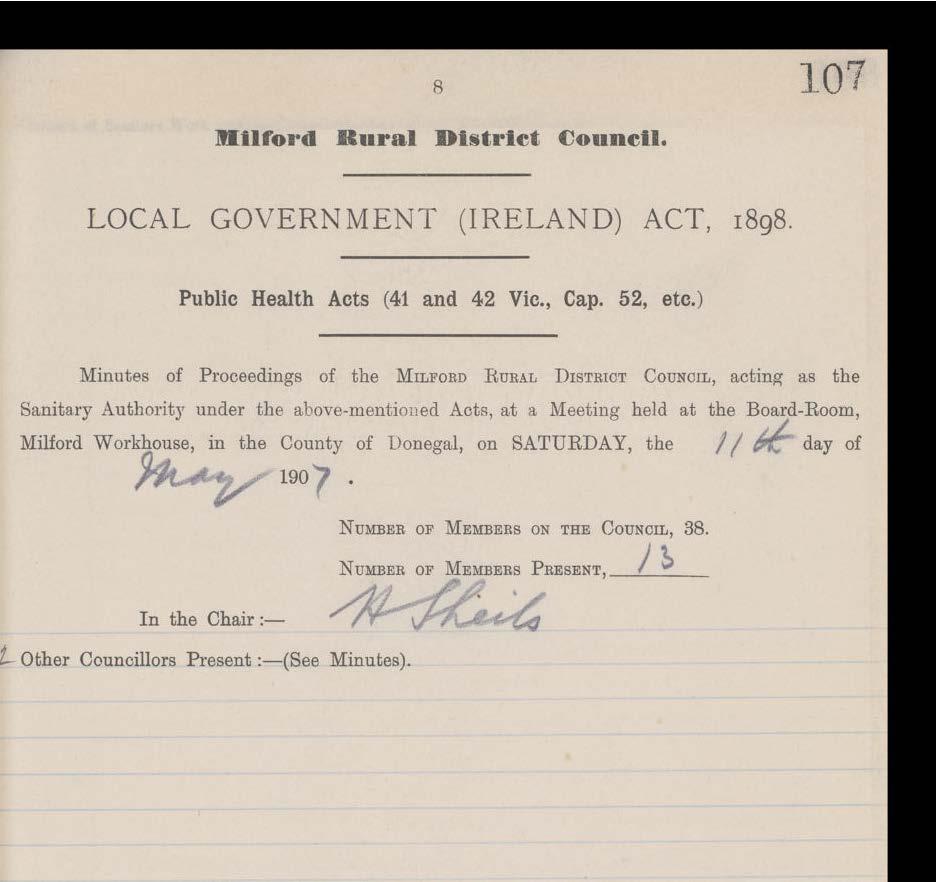 107
8
Milford Rural District Council.
LOCAL GOVERNMENT (IRELAND) ACT, 1898.
Public Health Acts (41 and 42 Vic., Cap. 52, etc.)
Minutes of Proceedings of the MILFORD RURAL DISTRICT COUNCIL, acting as the
Sanitary Authority under the above-mentioned Acts, at a Meeting held at the Board-Room,
Milford Workhouse, in the County of Donegal, on SATURDAY, the 11th day of
May 1907.
NUMBER OF MEMBERS ON THE COUNCIL, 38.
NUMBER OF MEMBERS PRESENT, 13
In the Chair :— H Sheils
2 Other Councillors Present :—(See Minutes).